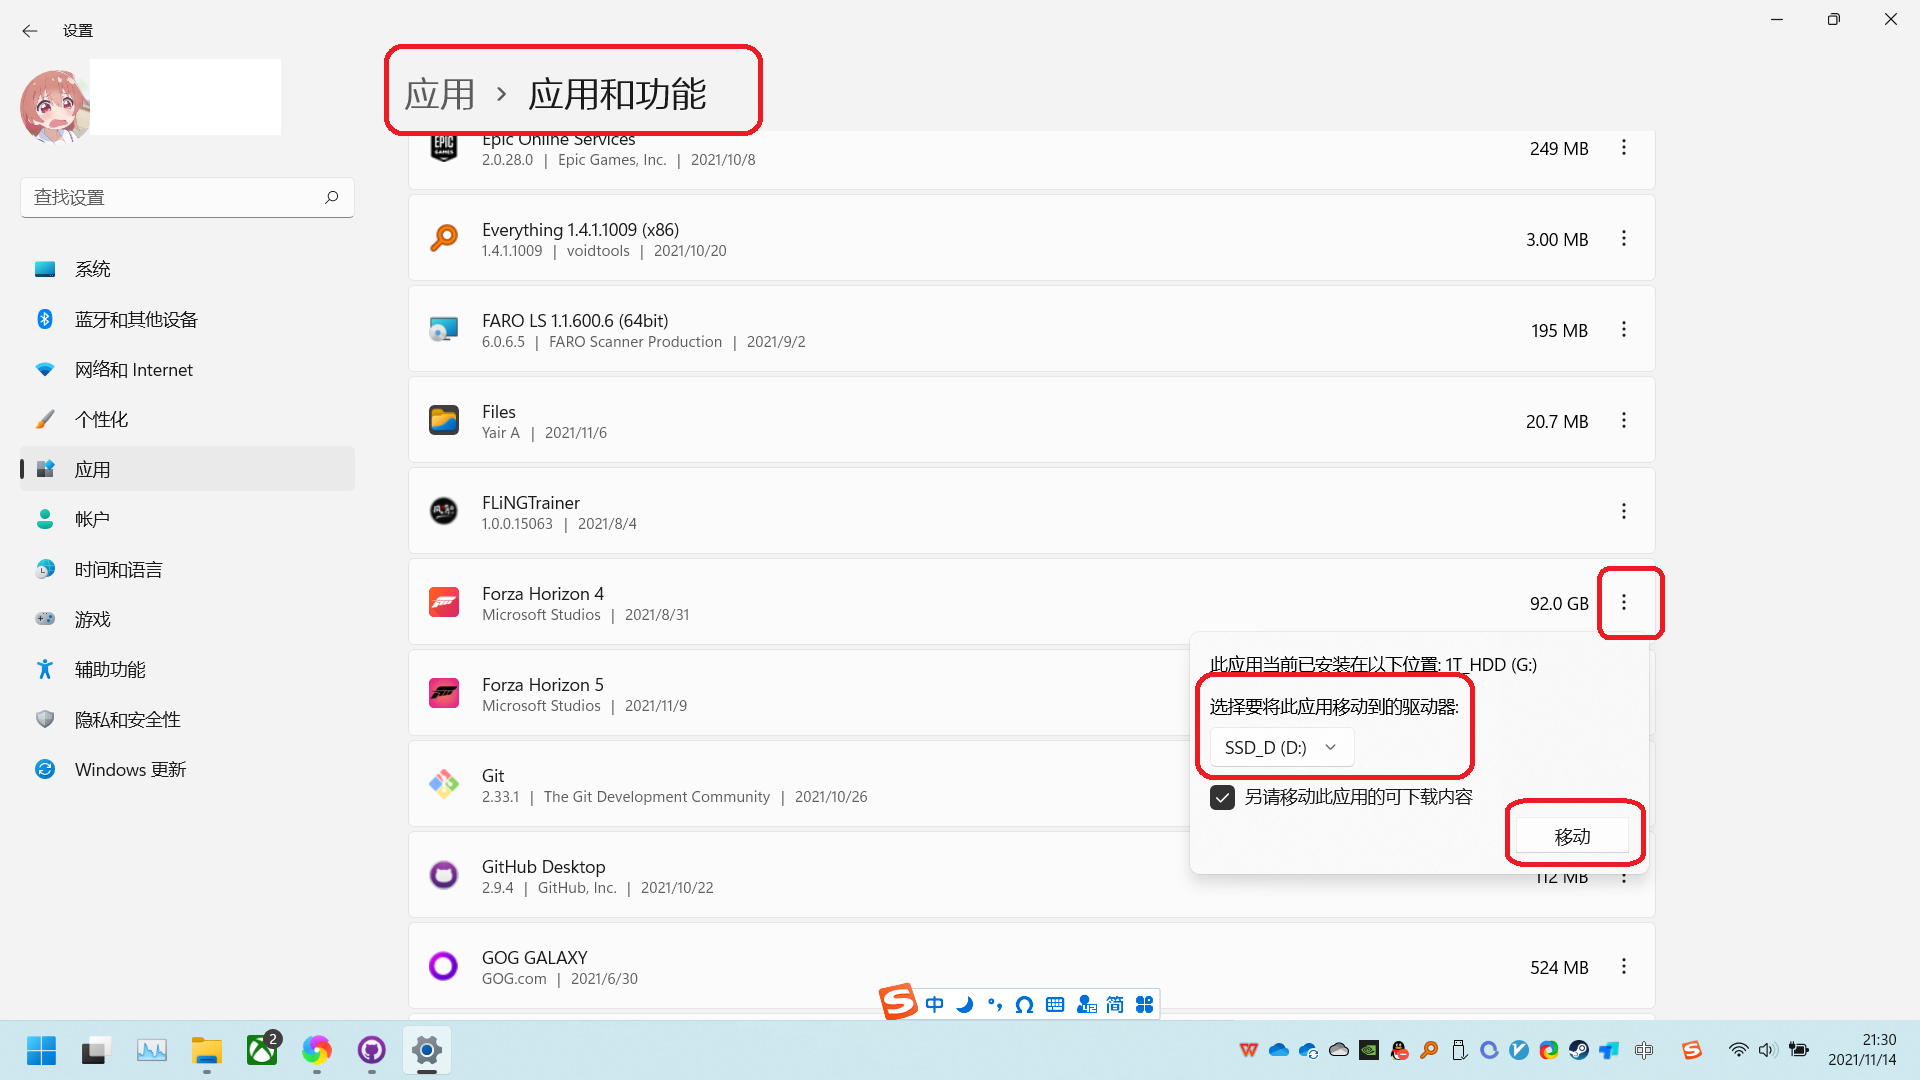 设置
应用 › 应用和功能
查找设置
系统
蓝牙和其他设备
网络和 Internet
个性化
应用
帐户
时间和语言
游戏
辅助功能
隐私和安全性
Windows 更新
EPIC
GAMES
Epic Online Services
2.0.28.0 | Epic Games, Inc. | 2021/10/8
249 MB
Everything 1.4.1.1009 (x86)
1.4.1.1009 | voidtools | 2021/10/20
3.00 MB
FARO LS 1.1.600.6 (64bit)
6.0.6.5 | FARO Scanner Production | 2021/9/2
195 MB
Files
Yair A | 2021/11/6
20.7 MB
FLiNGTrainer
1.0.0.15063 | 2021/8/4
Forza Horizon 4
Microsoft Studios | 2021/8/31
92.0 GB
此应用当前已安装在以下位置: 1T_HDD (G:)
选择要将此应用移动到的驱动器:
SSD_D (D:)
另请移动此应用的可下载内容
移动
Forza Horizon 5
Microsoft Studios | 2021/11/9
Git
2.33.1 | The Git Development Community | 2021/10/26
GitHub Desktop
2.9.4 | GitHub, Inc. | 2021/10/22
112 MB
GOG GALAXY
GOG.com | 2021/6/30
524 MB
中 简
2
中
21:30
2021/11/14